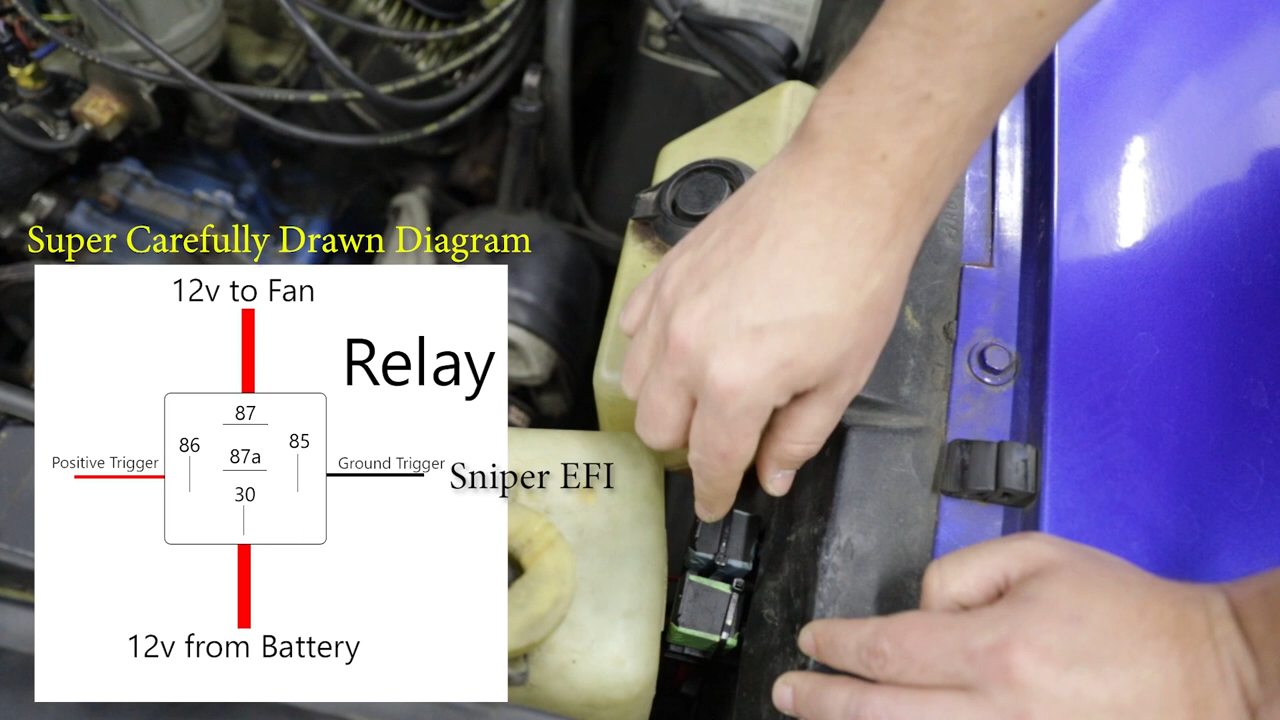 Super Carefully Drawn Diagram
12v to Fan
Relay
87
86
87a
85
30
Positive Trigger
Ground Trigger
Sniper EFI
12v from Battery